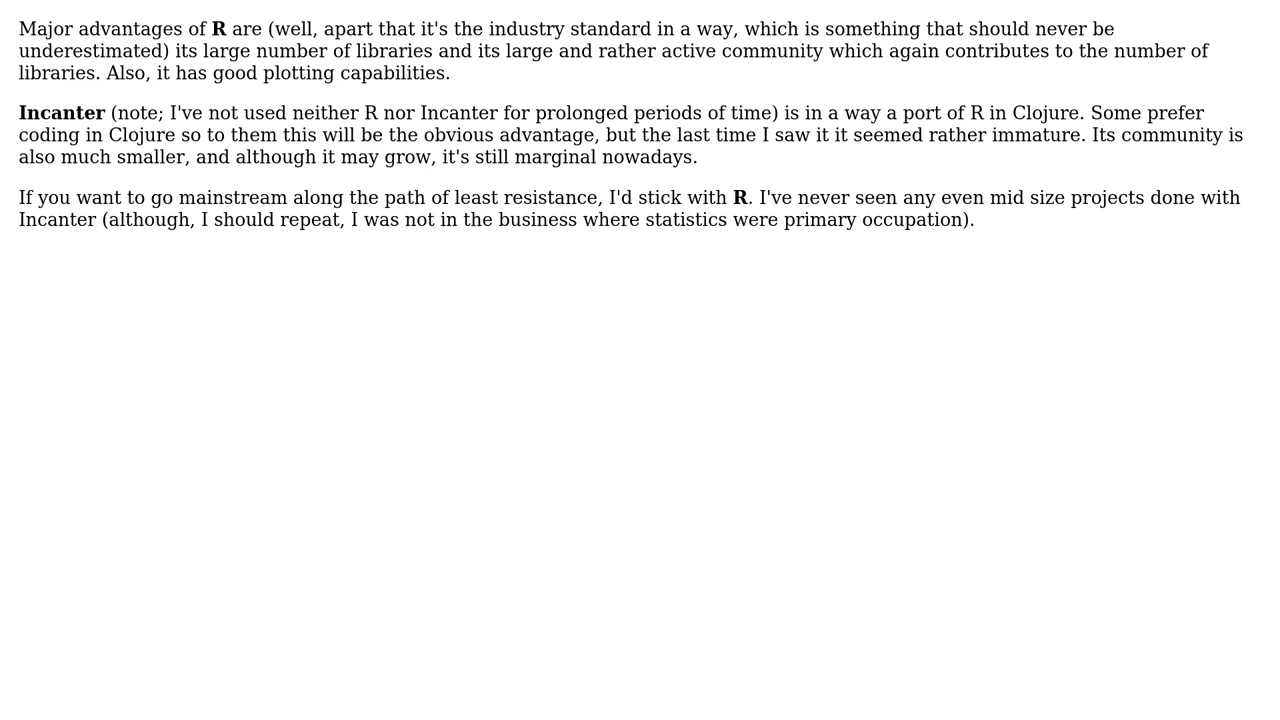 Major advantages of R are (well, apart that it's the industry standard in a way, which is something that should never be
underestimated) its large number of libraries and its large and rather active community which again contributes to the number of
libraries. Also, it has good plotting capabilities.
Incanter (note; I've not used neither R nor Incanter for prolonged periods of time) is in a way a port of R in Clojure. Some prefer
coding in Clojure so to them this will be the obvious advantage, but the last time I saw it it seemed rather immature. Its community is
also much smaller, and although it may grow, it's still marginal nowadays.
If you want to go mainstream along the path of least resistance, I'd stick with R. I've never seen any even mid size projects done with
Incanter (although, I should repeat, I was not in the business where statistics were primary occupation).